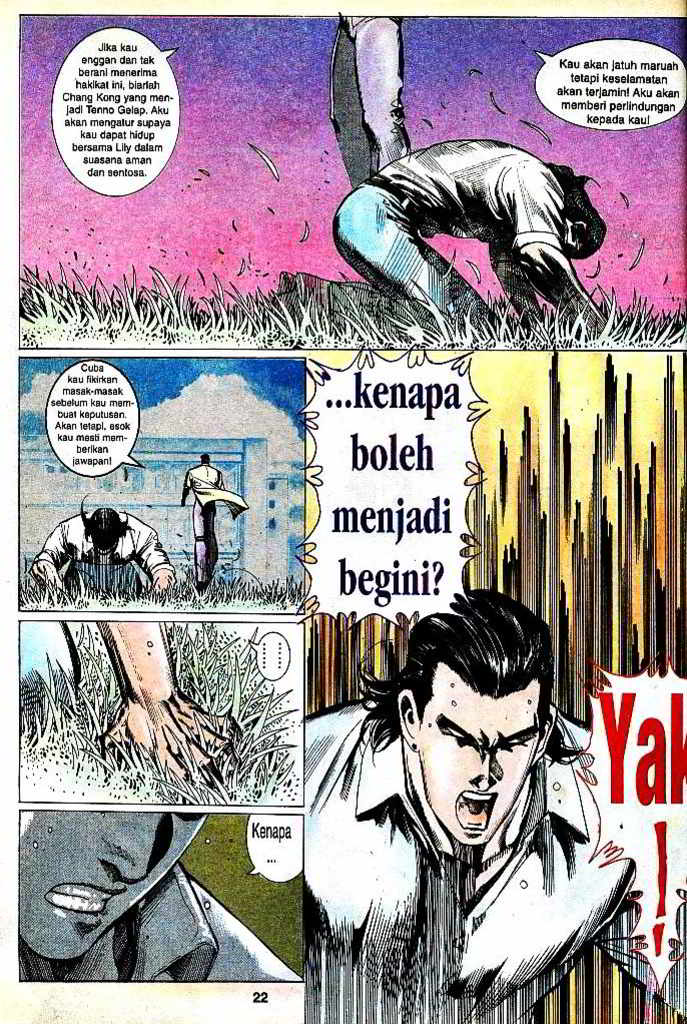 Jika kau
enggan dan tak
berani menerima
hakikat ini, biarlah
Chang Kong yang men-
jadi Tenno Gelap. Aku
akan mengatur supaya
kau dapat hidup
bersama Lily dalam
suasana aman
dan sentosa.
Kau akan jatuh maruah
tetapi keselamatan
akan terjamin! Aku akan
memberi perlindungan
kepada kau!
Cuba
kau fikirkan
masak-masak
sebelum kau mem-
buat keputusan.
Akan tetapi, esok
kau mesti mem-
berikan
jawapan!
...kenapa
boleh
menjadi
begini?
Kenapa
...
Yak
!
22